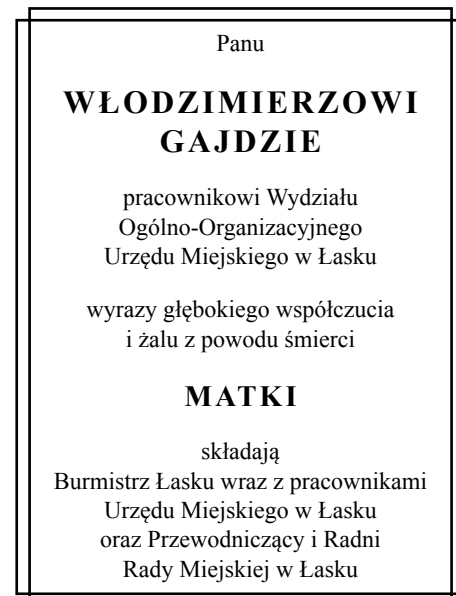 Panu
WŁODZIMIERZOWI
GAJDZIE
pracownikowi Wydziału
Ogólno-Organizacyjnego
Urzędu Miejskiego w Łasku
wyrazy głębokiego współczucia
i żalu z powodu śmierci
MATKI
składają
Burmistrz Łasku wraz z pracownikami
Urzędu Miejskiego w Łasku
oraz Przewodniczący i Radni
Rady Miejskiej w Łasku